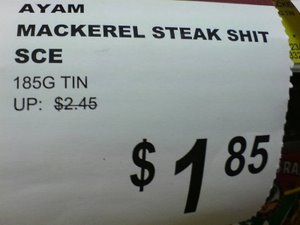 AYAM
MACKEREL STEAK SHIT
SCE
185G TIN
UP: $2.45
$1.85